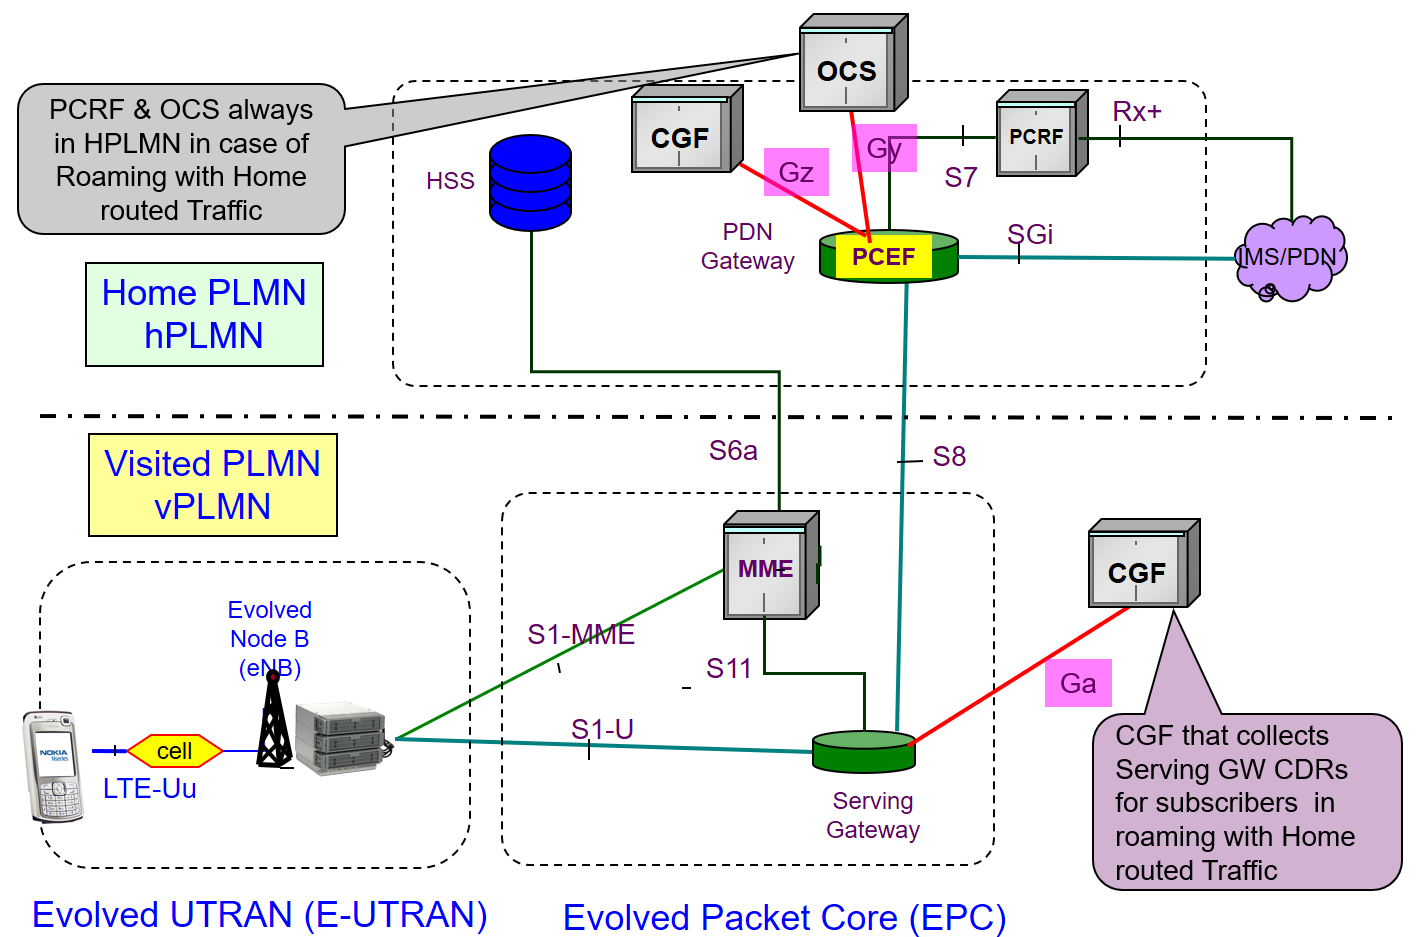 OCS
PCRF & OCS always
in HPLMN in case of
Roaming with Home
routed Traffic
CGF
PCRF
Rx+
Gy
Gz
S7
HSS
PDN
Gateway
PCEF
SGi
IMS/PDN
Home PLMN
hPLMN
Visited PLMN
vPLMN
S6a
S8
MME
CGF
Evolved
Node B
(eNB)
S1-MME
S11
Ga
S1-U
NOKIA
Nseries
cell
LTE-Uu
Serving
Gateway
CGF that collects
Serving GW CDRs
for subscribers in
roaming with Home
routed Traffic
Evolved UTRAN (E-UTRAN)
Evolved Packet Core (EPC)